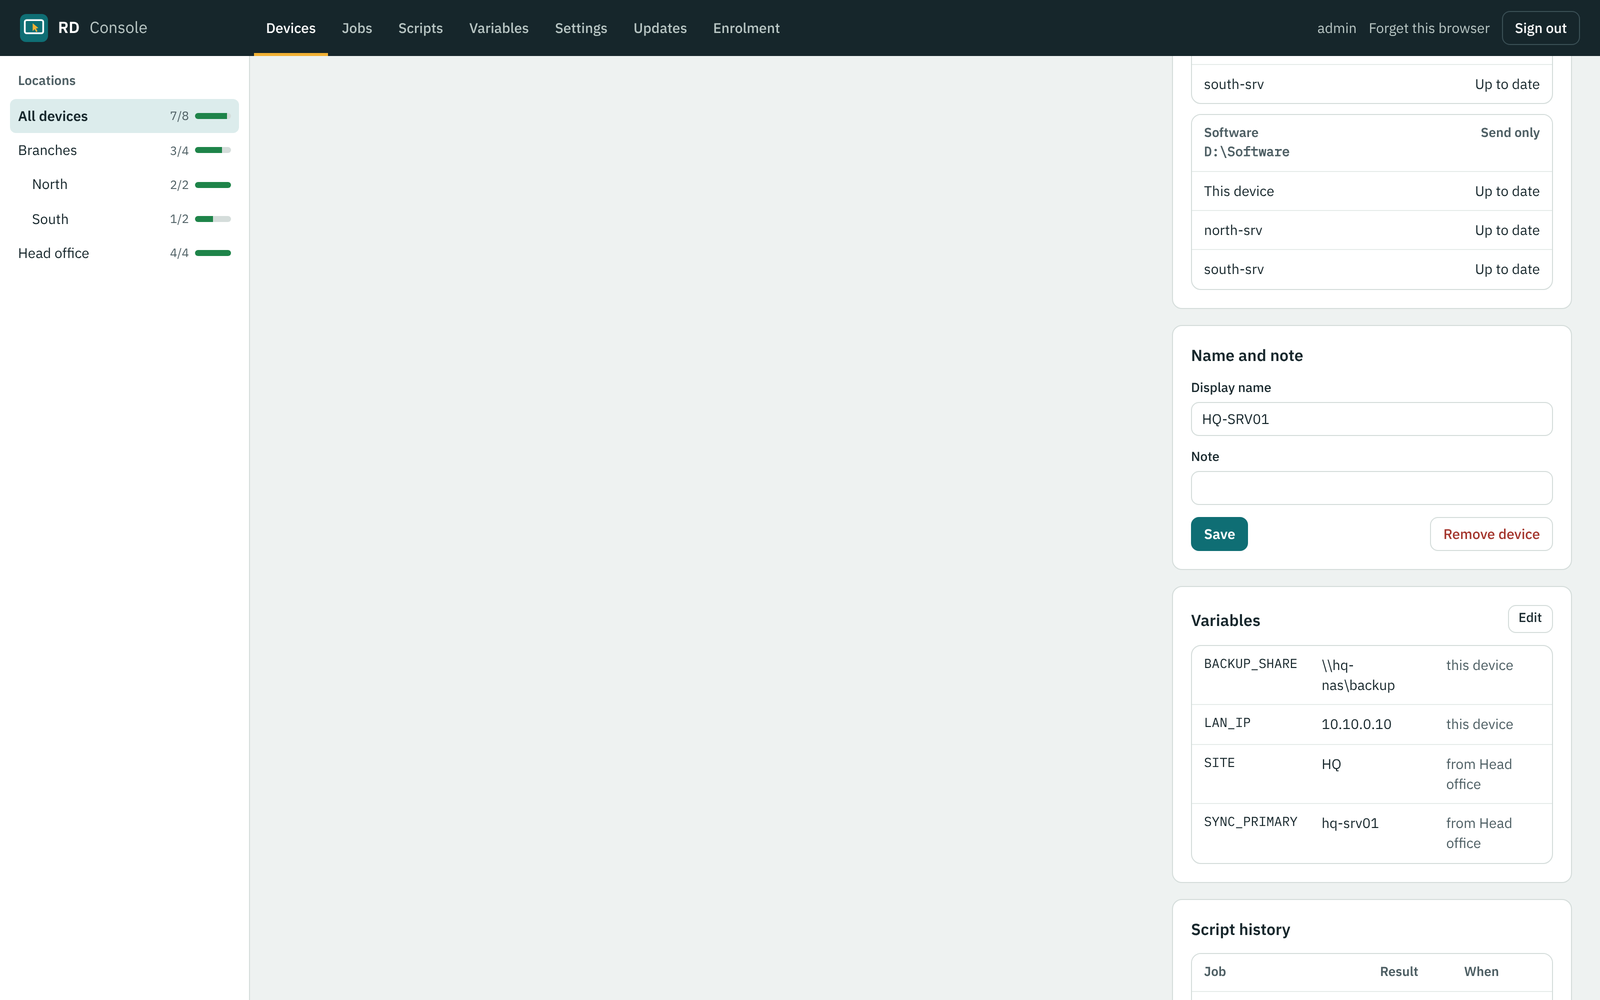 RD Console
Devices
Jobs
Scripts
Variables
Settings
Updates
Enrolment
admin
Forget this browser
Sign out
Locations
All devices 7/8
Branches 3/4
North 2/2
South 1/2
Head office 4/4
south-srv Up to date
Software Send only
D:\Software
This device Up to date
north-srv Up to date
south-srv Up to date
Name and note
Display name
HQ-SRV01
Note
Save
Remove device
Variables
Edit
BACKUP_SHARE \\hq- this device
nas\backup
LAN_IP 10.10.0.10 this device
SITE HQ from Head
office
SYNC_PRIMARY hq-srv01 from Head
office
Script history
Job Result When